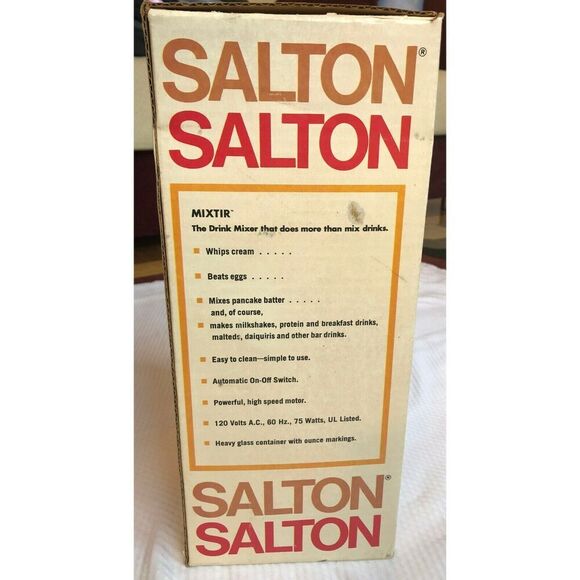 SALTON®
SALTON
MIXTIR™
The Drink Mixer that does more than mix drinks.
Whips cream . . . . .
Beats eggs . . . . .
Mixes pancake batter . . . . .
and, of course,
makes milkshakes, protein and breakfast drinks,
malteds, daiquiris and other bar drinks.
Easy to clean—simple to use.
Automatic On-Off Switch.
Powerful, high speed motor.
120 Volts A.C., 60 Hz., 75 Watts, UL Listed.
Heavy glass container with ounce markings.
SALTON®
SALTON